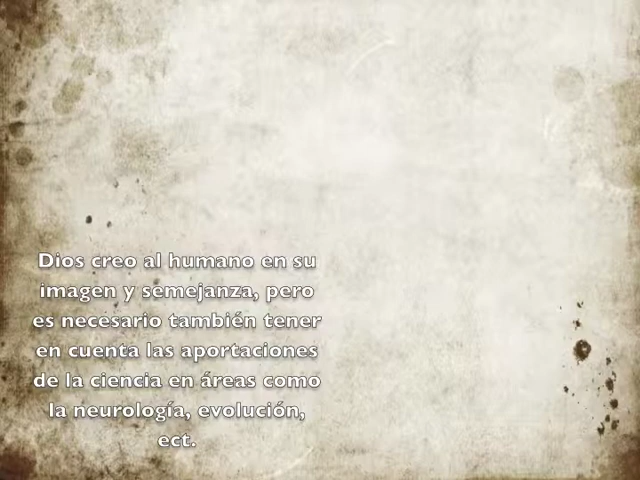 Dios creo al humano en su
imagen y semejanza, pero
es necesario también tener
en cuenta las aportaciones
de la ciencia en áreas como
la neurología, evolución,
ect.